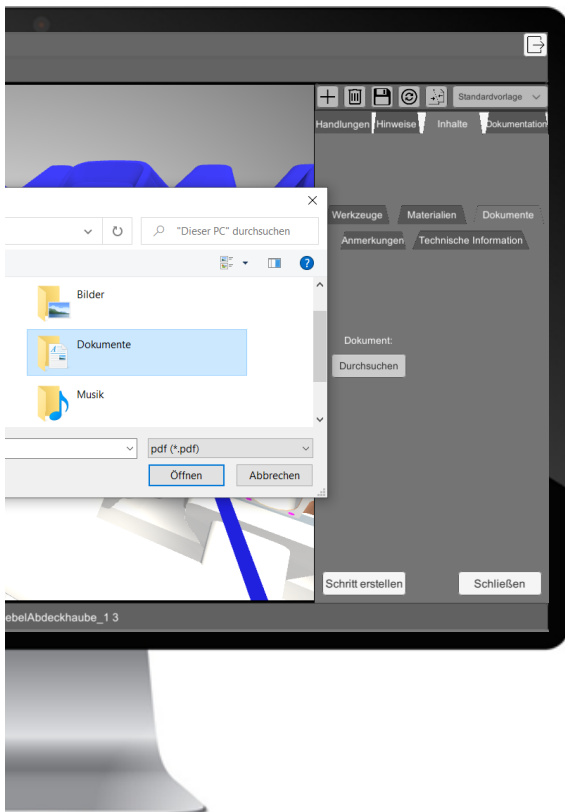 Standardvorlage
Handlungen Hinweise Inhalte Dokumentation
"Dieser PC" durchsuchen
Werkzeuge Materialien Dokumente
Anmerkungen Technische Information
?
Bilder
Dokumente
Musik
Dokument:
Durchsuchen
pdf (*.pdf)
Öffnen Abbrechen
Schritt erstellen Schließen
ebelAbdeckhaube_1 3